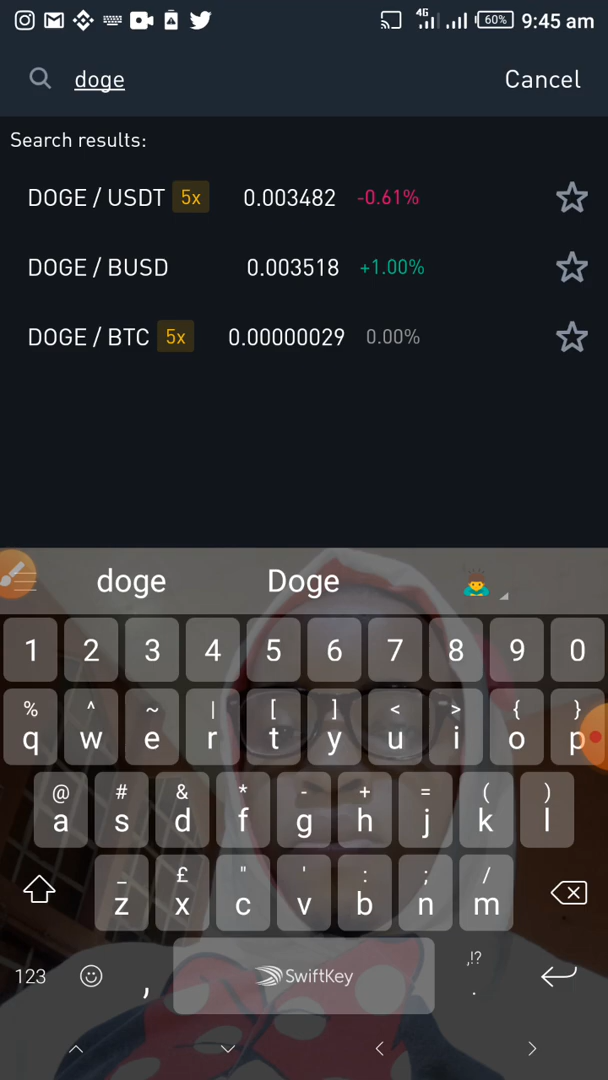 4G 60% 9:45 am
doge Cancel
Search results:
DOGE / USDT 5x 0.003482 -0.61%
DOGE / BUSD 0.003518 +1.00%
DOGE / BTC 5x 0.00000029 0.00%
doge Doge
1 2 3 4 5 6 7 8 9 0
% ^ ~ | [ ] < > { }
q w e r t y u i o p
@ # & * - + = ( )
a s d f g h j k l
_ £ " ' : ; /
z x c v b n m
123 , SwiftKey ,!? .